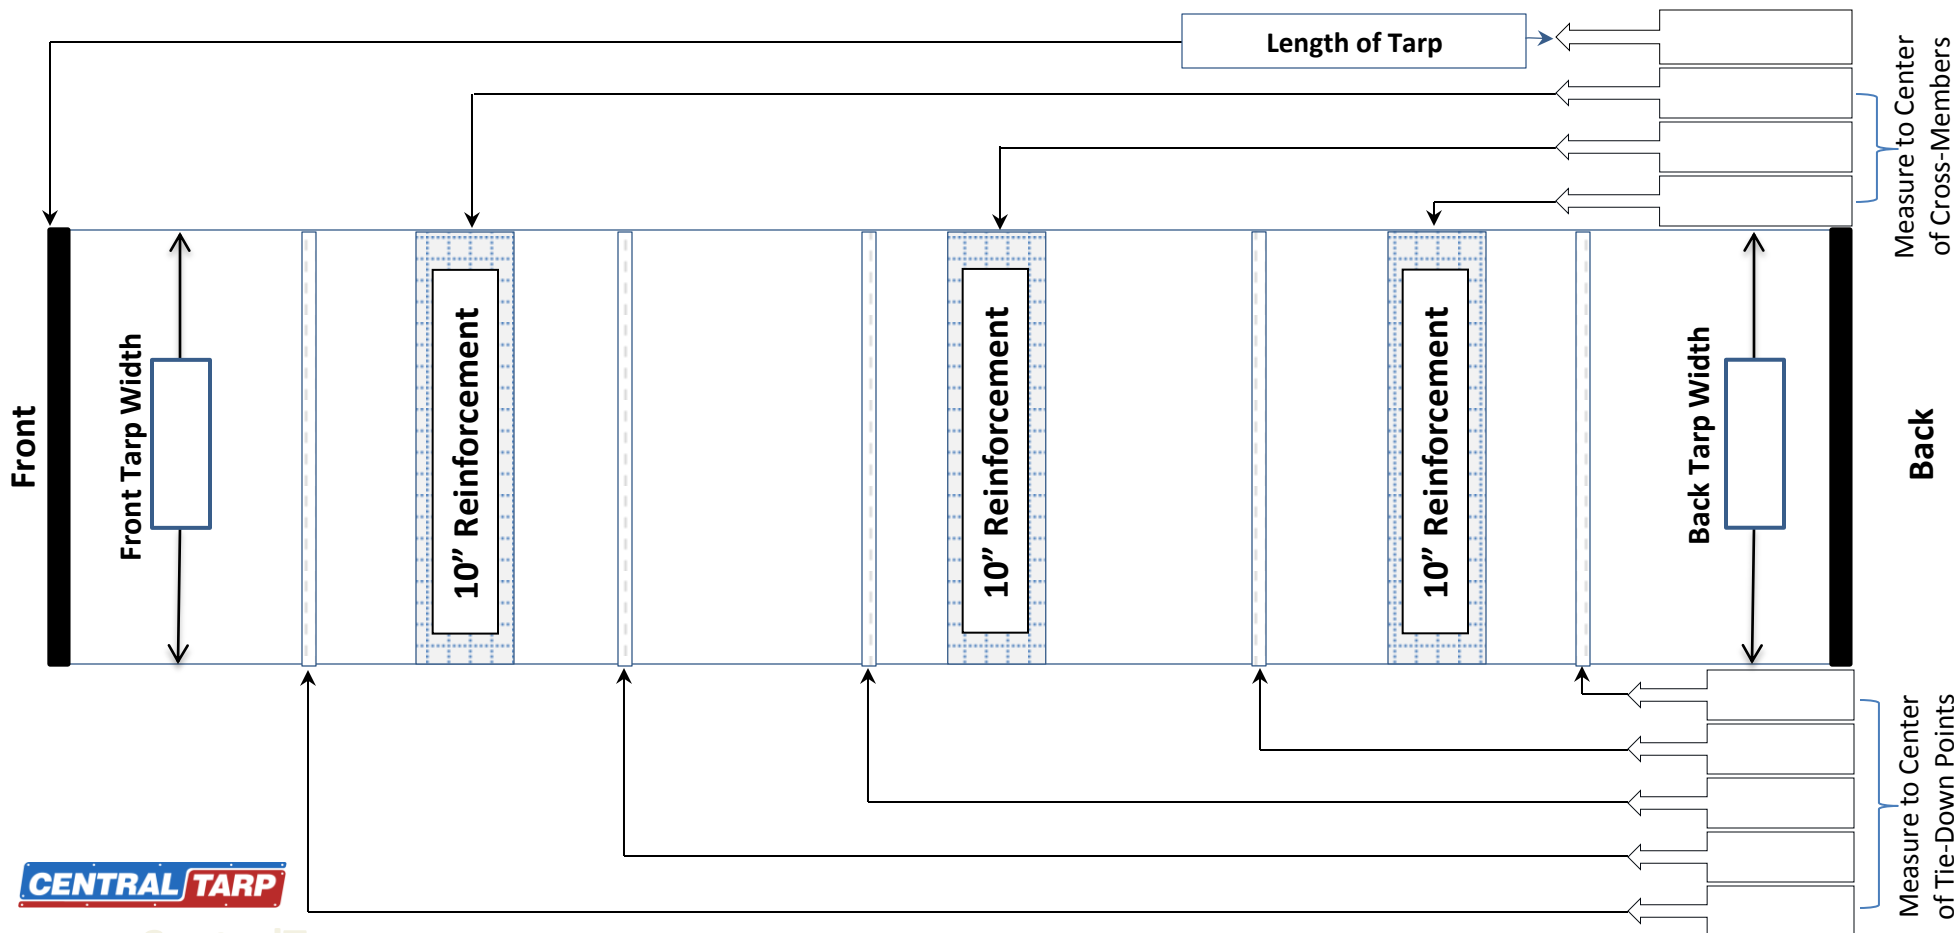 Length of Tarp
Measure to Center
of Cross-Members
Front
Front Tarp Width
10” Reinforcement
10” Reinforcement
10” Reinforcement
Back Tarp Width
Back
Measure to Center
of Tie-Down Points
CENTRAL TARP